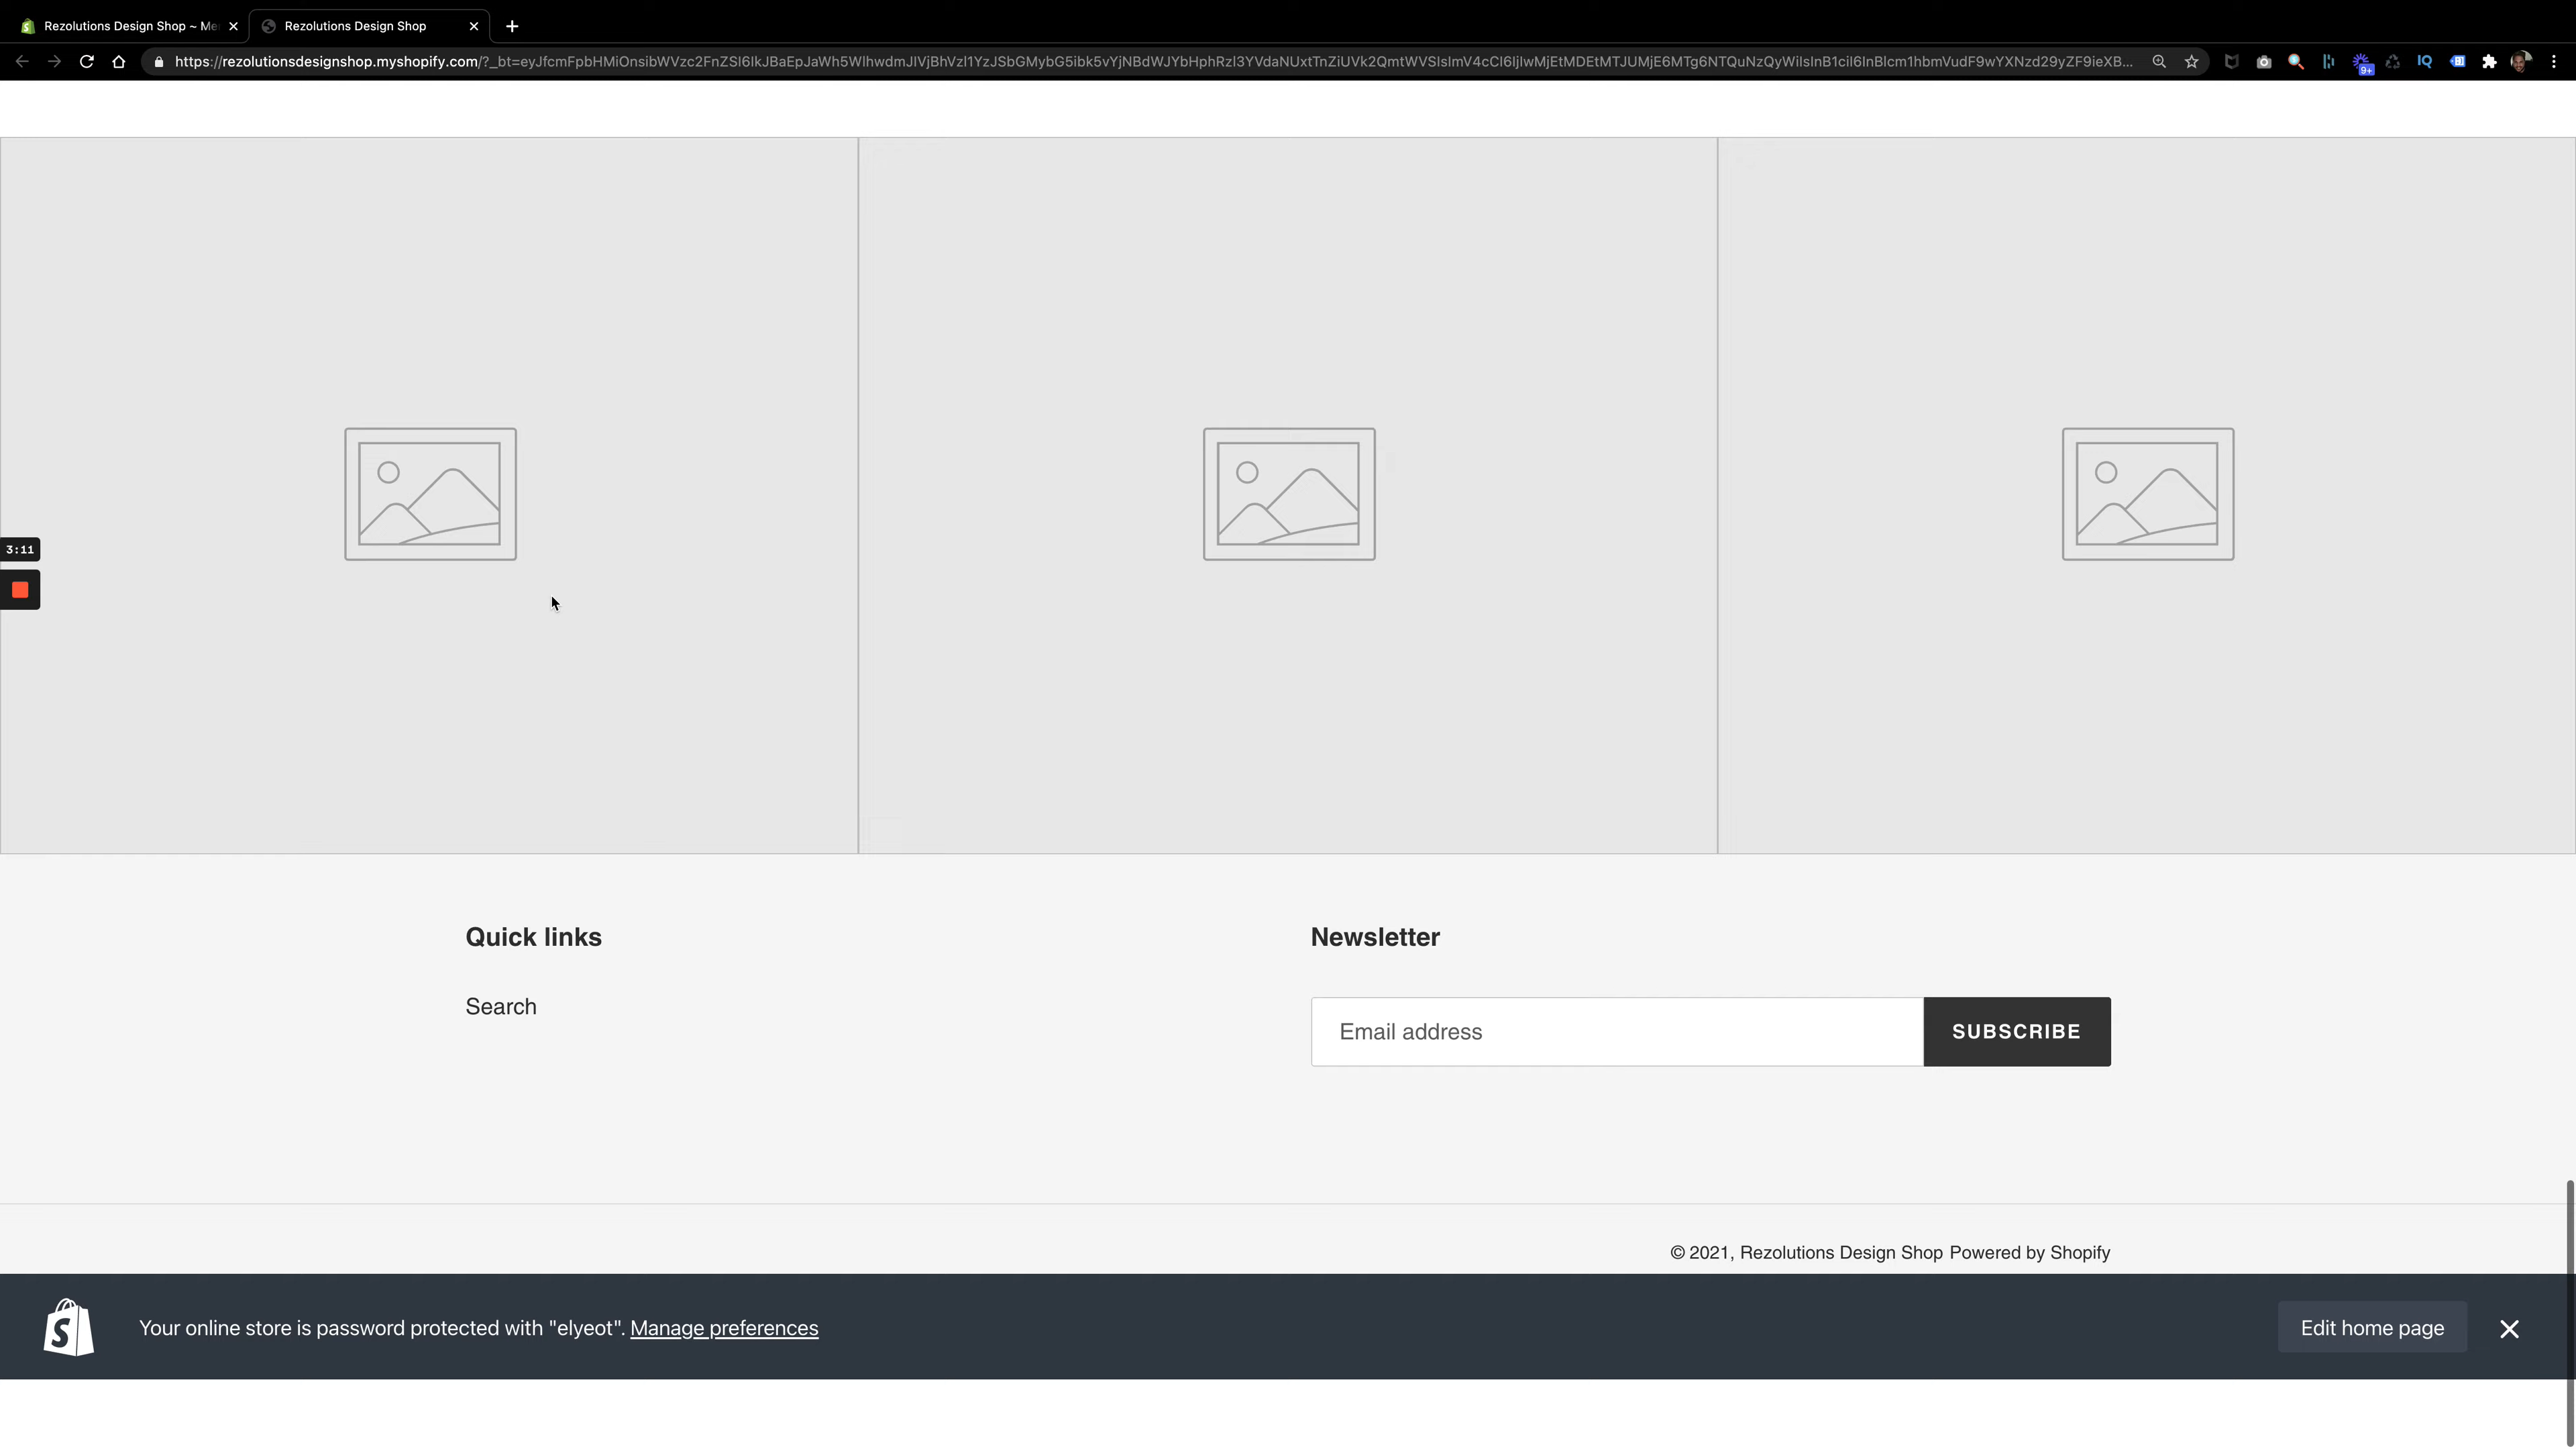 Rezolutions Design Shop ~ Me
Rezolutions Design Shop
https://rezolutionsdesignshop.myshopify.com/?_bt=
9+
IQ
3:11
Quick links
Newsletter
Search
Email address
SUBSCRIBE
© 2021, Rezolutions Design Shop Powered by Shopify
Your online store is password protected with "elyeot". Manage preferences
Edit home page